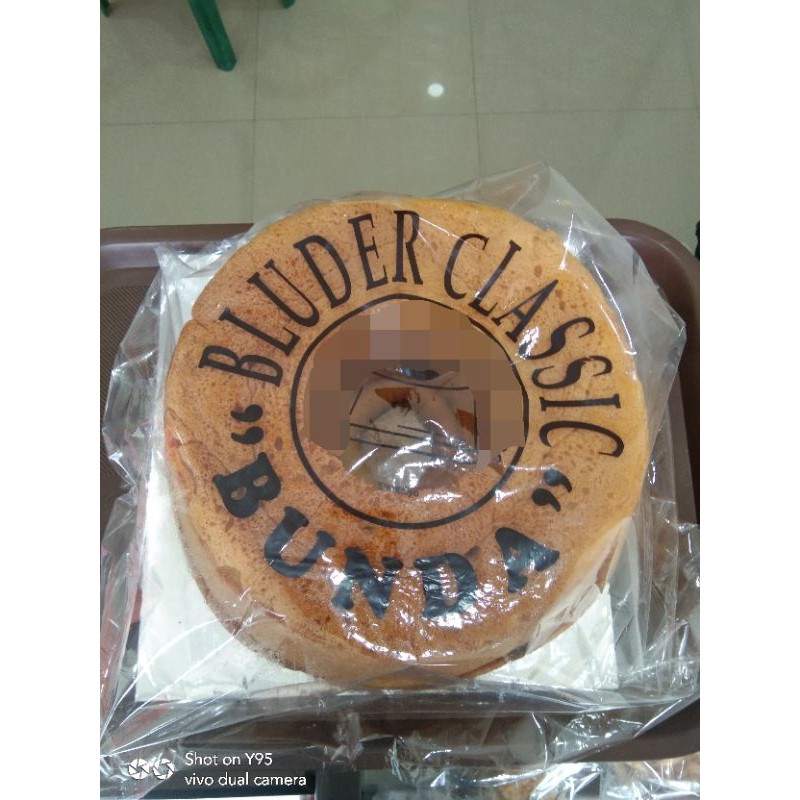 BLUDER CLASSIC
“BUNDA“
Shot on Y95
vivo dual camera